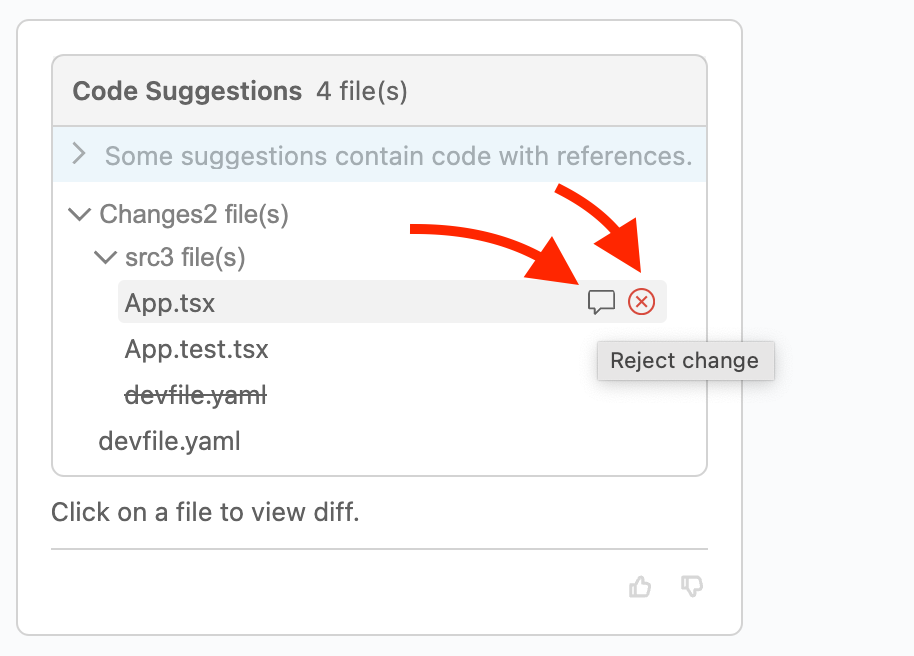 Code Suggestions 4 file(s)
Some suggestions contain code with references.
Changes2 file(s)
src3 file(s)
App.tsx
Reject change
App.test.tsx
devfile.yaml
devfile.yaml
Click on a file to view diff.